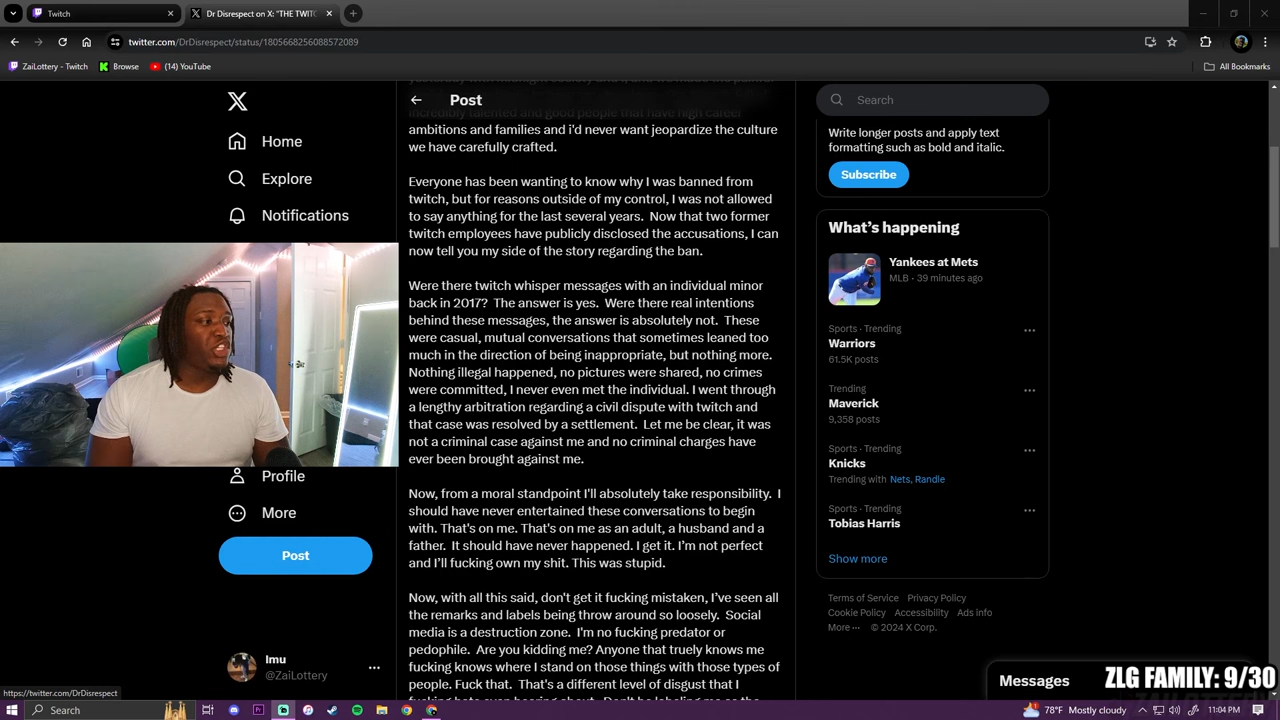 Twitch
Dr Disrespect on X: "THE TWITC
twitter.com/DrDisrespect/status/1805668256088572089
ZaiLottery - Twitch
Browse
(14) YouTube
All Bookmarks
Home
Explore
Notifications
Profile
More
Post
Imu
@ZaiLottery
Post
incredibly talented and good people that have high career
ambitions and families and i'd never want jeopardize the culture
we have carefully crafted.
Everyone has been wanting to know why I was banned from
twitch, but for reasons outside of my control, I was not allowed
to say anything for the last several years. Now that two former
twitch employees have publicly disclosed the accusations, I can
now tell you my side of the story regarding the ban.
Were there twitch whisper messages with an individual minor
back in 2017? The answer is yes. Were there real intentions
behind these messages, the answer is absolutely not. These
were casual, mutual conversations that sometimes leaned too
much in the direction of being inappropriate, but nothing more.
Nothing illegal happened, no pictures were shared, no crimes
were committed, I never even met the individual. I went through
a lengthy arbitration regarding a civil dispute with twitch and
that case was resolved by a settlement. Let me be clear, it was
not a criminal case against me and no criminal charges have
ever been brought against me.
Now, from a moral standpoint I'll absolutely take responsibility. I
should have never entertained these conversations to begin
with. That's on me. That's on me as an adult, a husband and a
father. It should have never happened. I get it. I'm not perfect
and I'll fucking own my shit. This was stupid.
Now, with all this said, don't get it fucking mistaken, I've seen all
the remarks and labels being throw around so loosely. Social
media is a destruction zone. I'm no fucking predator or
pedophile. Are you kidding me? Anyone that truely knows me
fucking knows where I stand on those things with those types of
people. Fuck that. That's a different level of disgust that I
Search
Write longer posts and apply text
formatting such as bold and italic.
Subscribe
What's happening
Yankees at Mets
MLB · 39 minutes ago
Sports · Trending
Warriors
61.5K posts
Trending
Maverick
9,358 posts
Sports · Trending
Knicks
Trending with Nets, Randle
Sports · Trending
Tobias Harris
Show more
Terms of Service Privacy Policy
Cookie Policy Accessibility Ads info
More ··· © 2024 X Corp.
Messages
ZLG FAMILY: 9/30
https://twitter.com/DrDisrespect
Search
78°F Mostly cloudy
11:04 PM